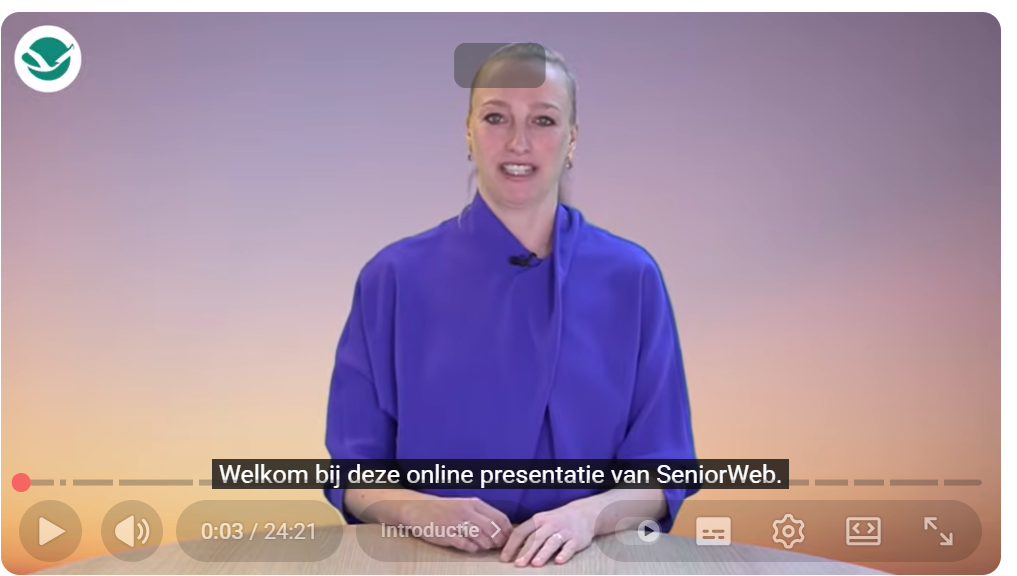 Welkom bij deze online presentatie van SeniorWeb.
0:03 / 24:21
Introductie